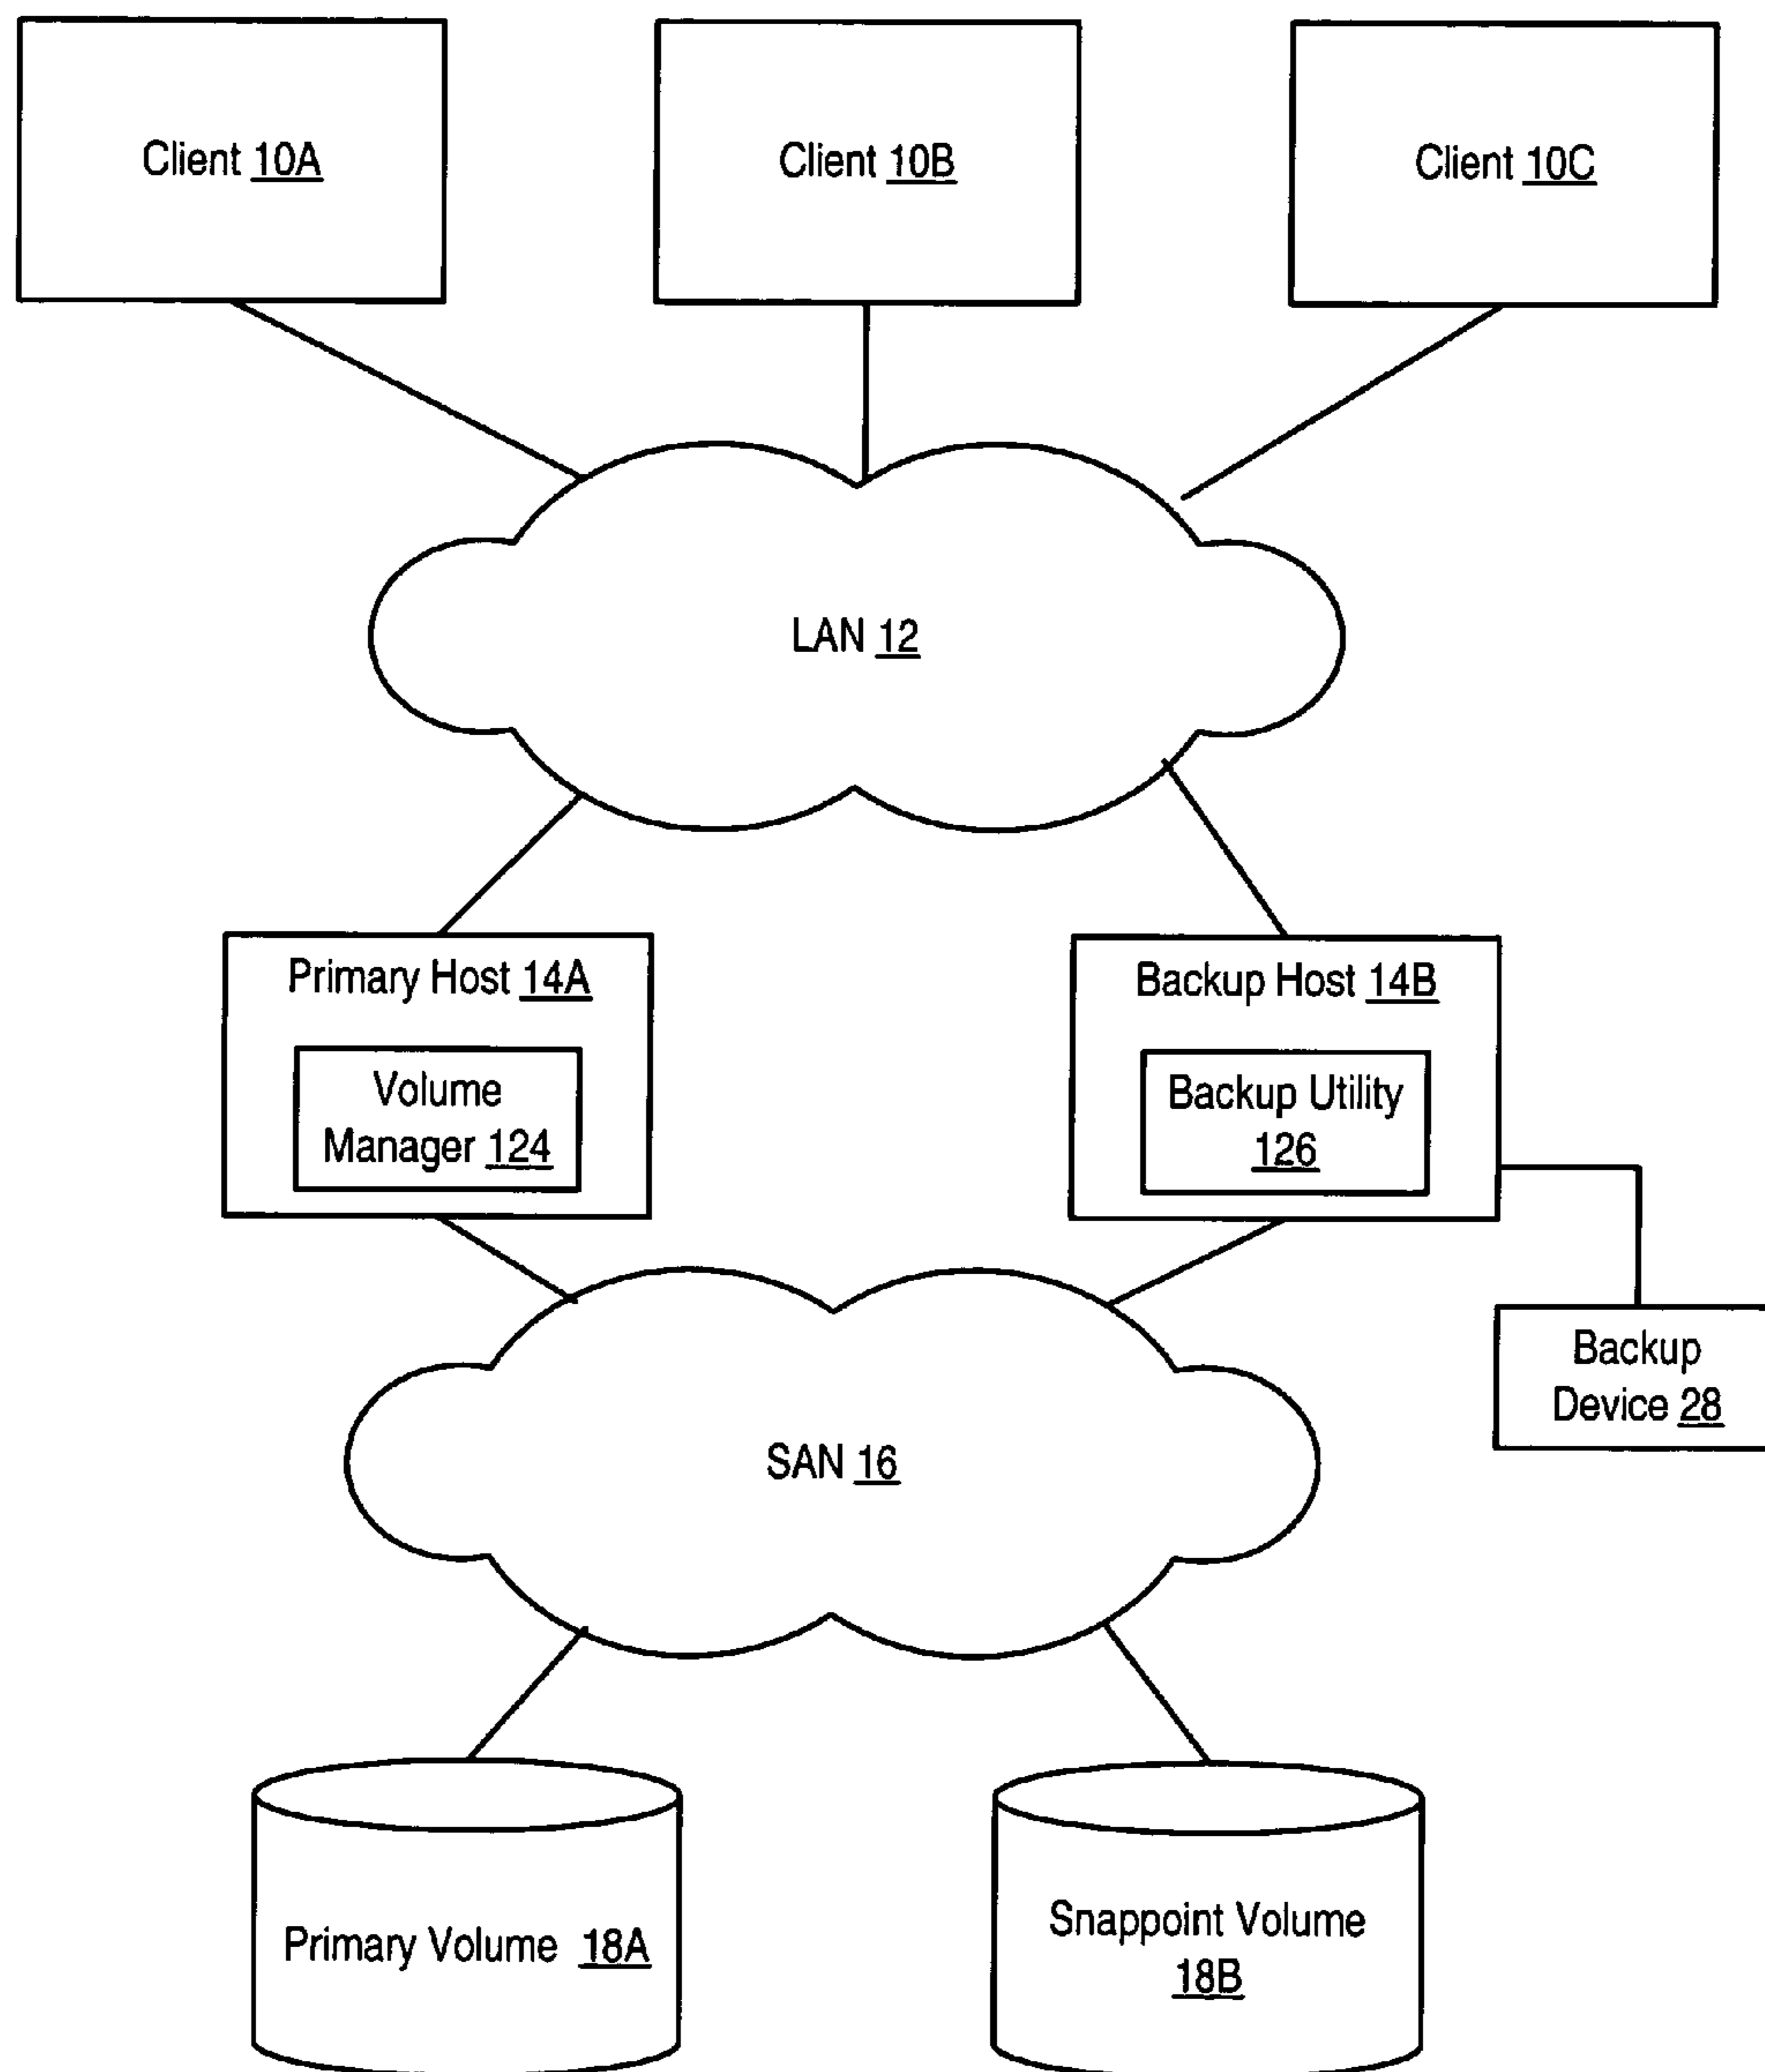 Client 10A
Client 10B
Client 10C
LAN 12
Primary Host 14A
Volume
Manager 124
Backup Host 14B
Backup Utility
126
Backup
Device 28
SAN 16
Primary Volume 18A
Snappoint Volume
18B